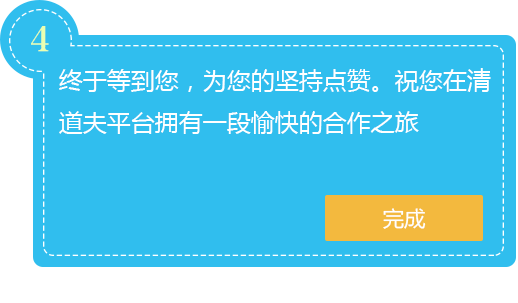 4
终于等到您，为您的坚持点赞。祝您在清
道夫平台拥有一段愉快的合作之旅
完成